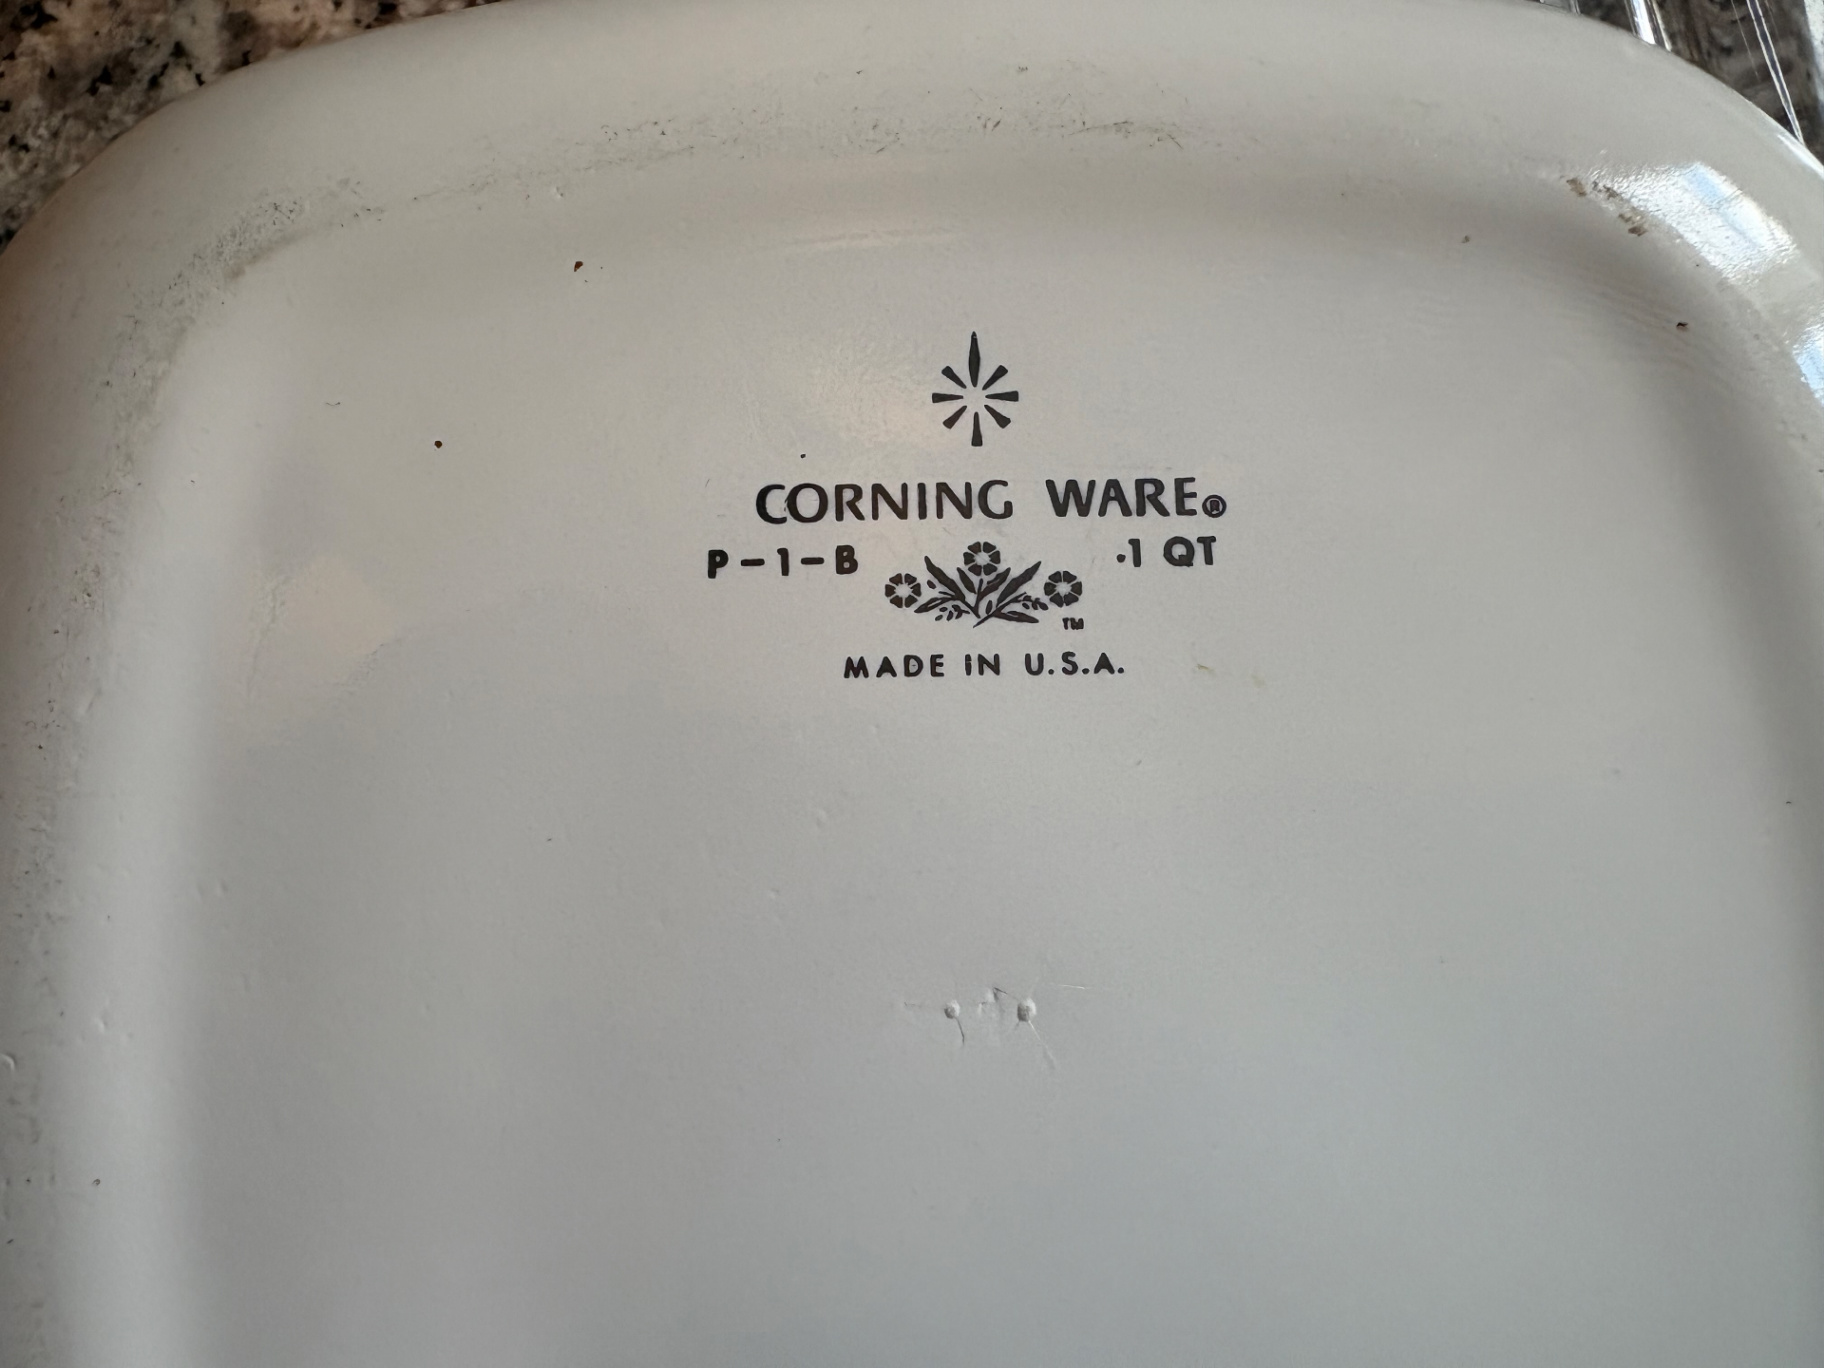 CORNING WARE®
P-1-B ·1 QT
TM
MADE IN U.S.A.